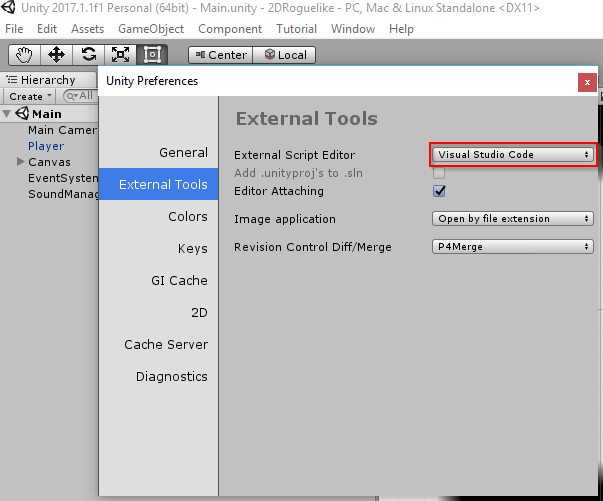 Unity 2017.1.1f1 Personal (64bit) - Main.unity - 2DRoguelike - PC, Mac & Linux Standalone <DX11>
File Edit Assets GameObject Component Tutorial Window Help
Center Local
Hierarchy
Create All
Main
Main Camer
Player
Canvas
EventSystem
SoundManag
Unity Preferences
x
General
External Tools
Colors
Keys
GI Cache
2D
Cache Server
Diagnostics
External Tools
External Script Editor Visual Studio Code
Add .unityproj's to .sln
Editor Attaching
Image application Open by file extension
Revision Control Diff/Merge P4Merge